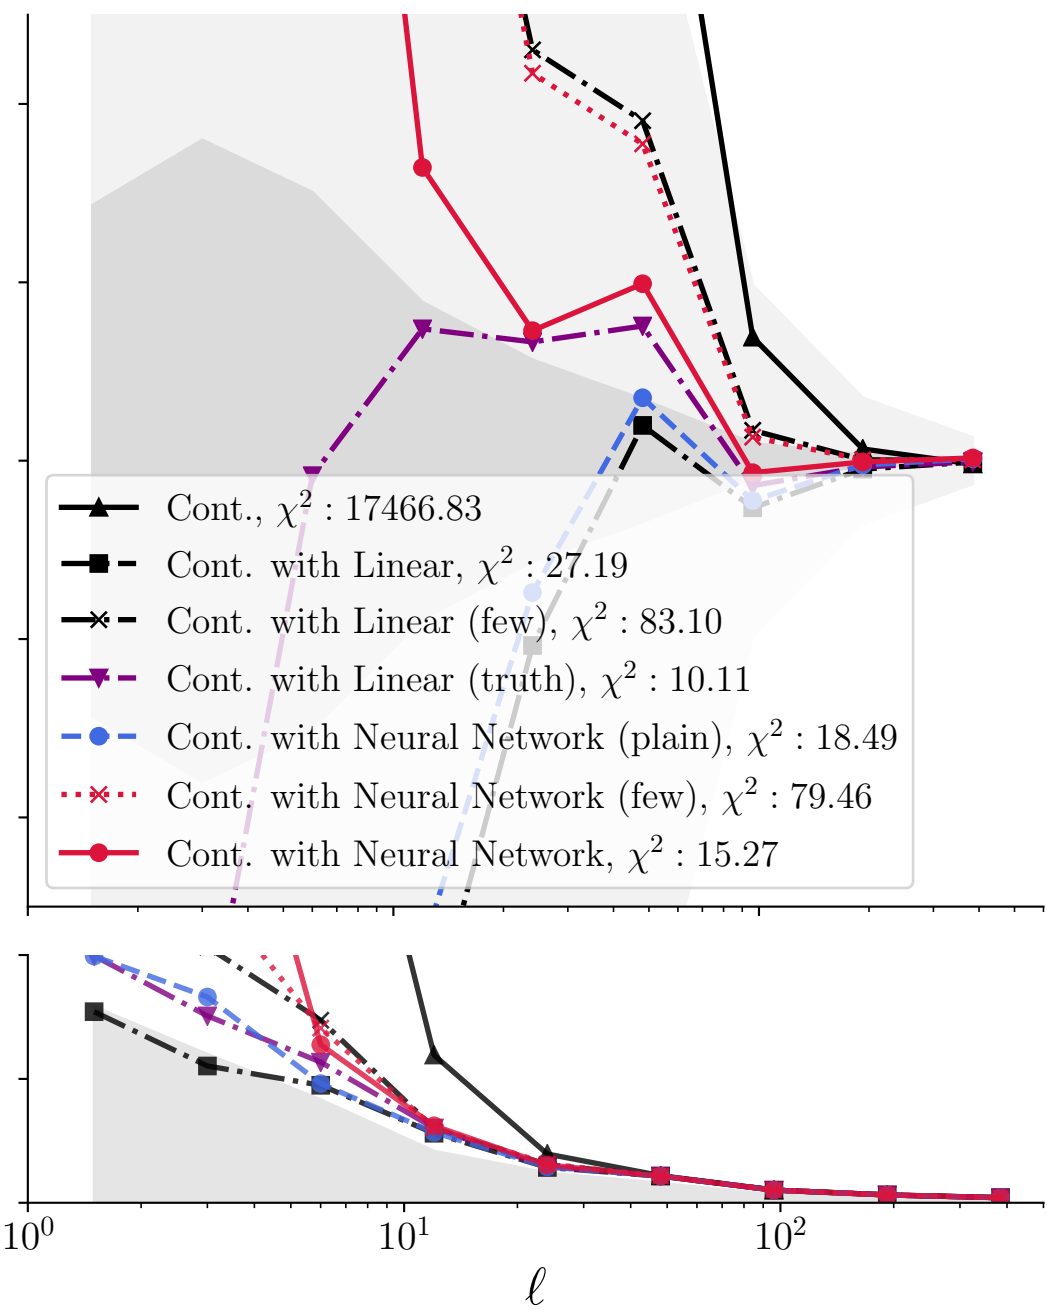 Cont., χ² : 17466.83
Cont. with Linear, χ² : 27.19
Cont. with Linear (few), χ² : 83.10
Cont. with Linear (truth), χ² : 10.11
Cont. with Neural Network (plain), χ² : 18.49
Cont. with Neural Network (few), χ² : 79.46
Cont. with Neural Network, χ² : 15.27
10⁰ 10¹ 10²
ℓ